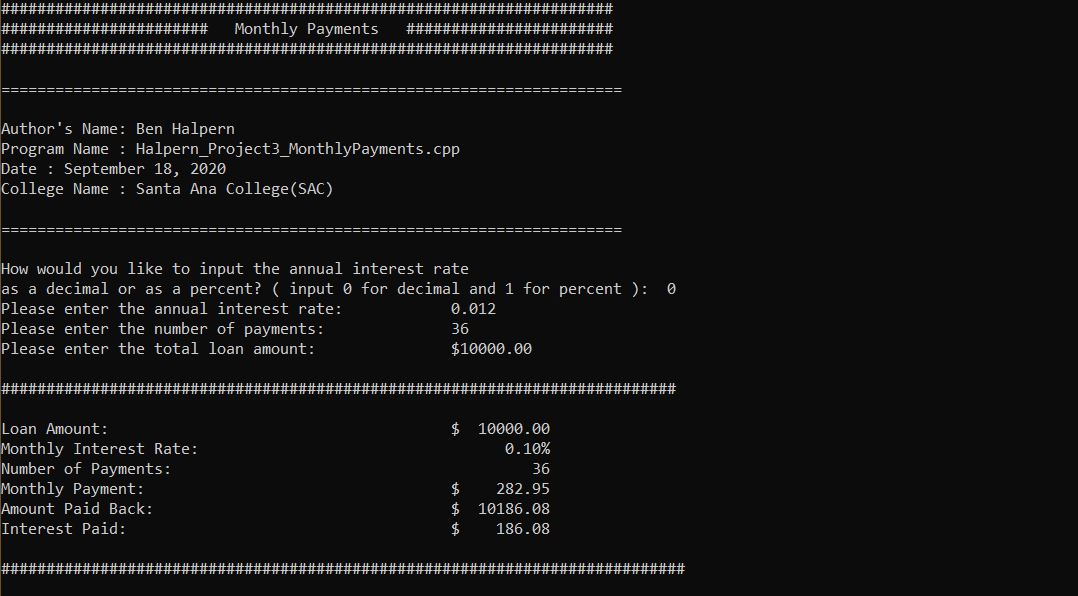 ####################################################################
#######################   Monthly Payments   #######################
####################################################################
=====================================================================
Author's Name: Ben Halpern
Program Name : Halpern_Project3_MonthlyPayments.cpp
Date : September 18, 2020
College Name : Santa Ana College(SAC)
=====================================================================
How would you like to input the annual interest rate
as a decimal or as a percent? ( input 0 for decimal and 1 for percent ):  0
Please enter the annual interest rate:            0.012
Please enter the number of payments:              36
Please enter the total loan amount:               $10000.00
###########################################################################
Loan Amount:                                      $  10000.00
Monthly Interest Rate:                                  0.10%
Number of Payments:                                        36
Monthly Payment:                                  $    282.95
Amount Paid Back:                                 $  10186.08
Interest Paid:                                    $    186.08
############################################################################